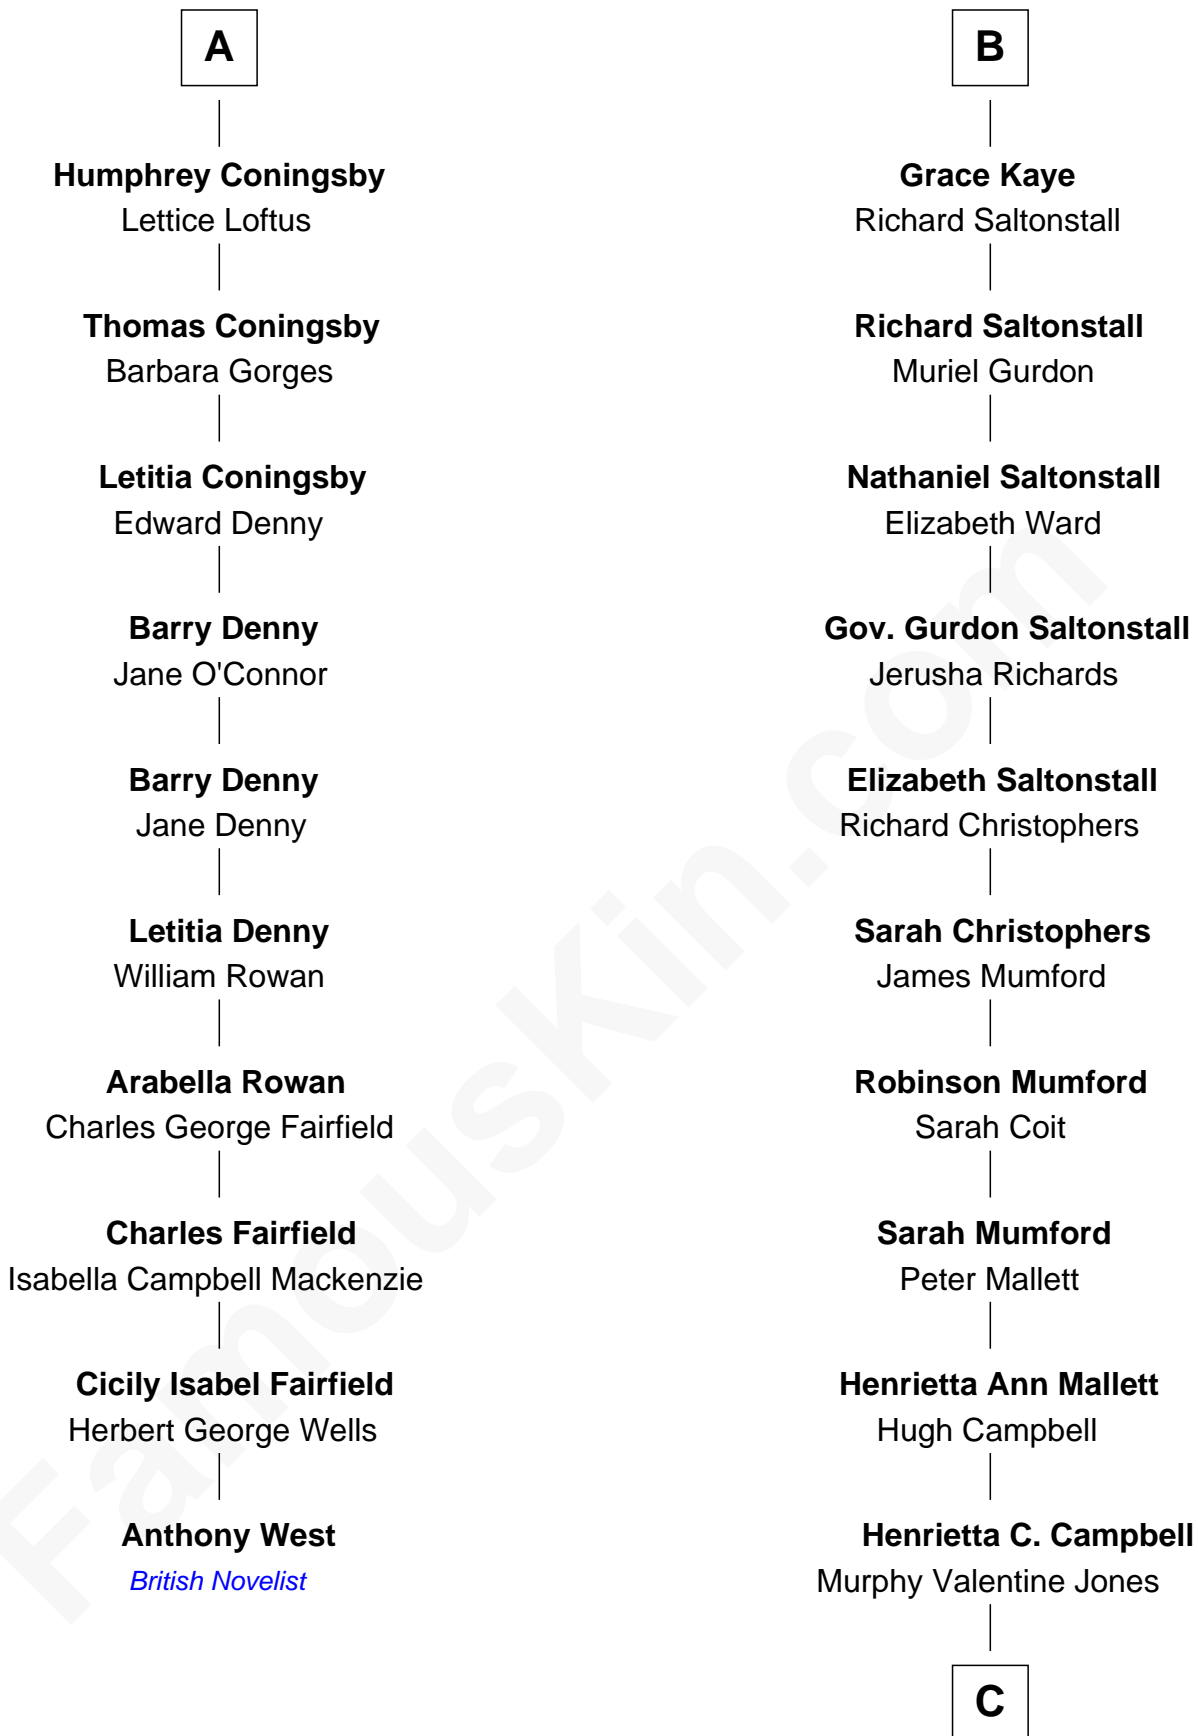 A
Humphrey Coningsby
Lettice Loftus
Thomas Coningsby
Barbara Gorges
Letitia Coningsby
Edward Denny
Barry Denny
Jane O'Connor
Barry Denny
Jane Denny
Letitia Denny
William Rowan
Arabella Rowan
Charles George Fairfield
Charles Fairfield
Isabella Campbell Mackenzie
Cicily Isabel Fairfield
Herbert George Wells
Anthony West
British Novelist
B
Grace Kaye
Richard Saltonstall
Richard Saltonstall
Muriel Gurdon
Nathaniel Saltonstall
Elizabeth Ward
Gov. Gurdon Saltonstall
Jerusha Richards
Elizabeth Saltonstall
Richard Christophers
Sarah Christophers
James Mumford
Robinson Mumford
Sarah Coit
Sarah Mumford
Peter Mallett
Henrietta Ann Mallett
Hugh Campbell
Henrietta C. Campbell
Murphy Valentine Jones
C
FamousKin.com